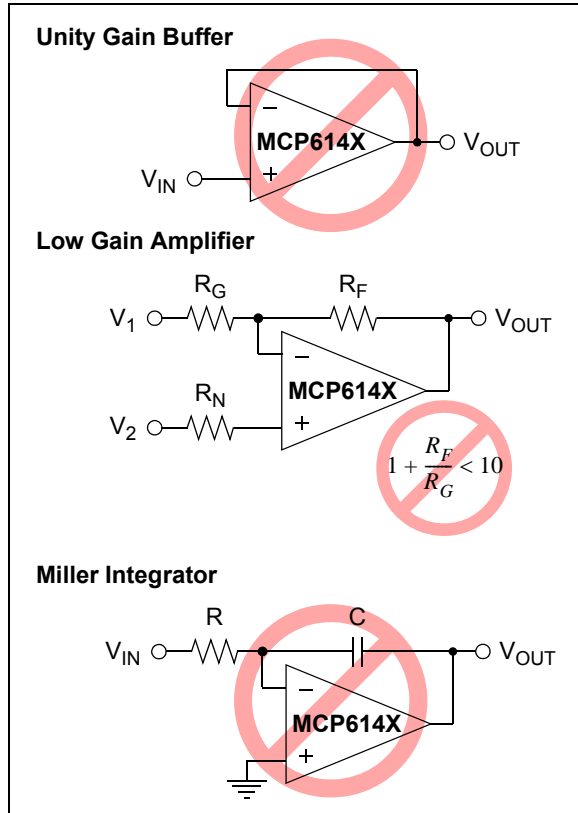 Unity Gain Buffer
−
MCP614X
V_OUT
V_IN
+
Low Gain Amplifier
R_G
R_F
V_1
V_OUT
−
MCP614X
R_N
V_2
+
1 + R_F/R_G < 10
Miller Integrator
R
C
V_IN
V_OUT
−
MCP614X
+